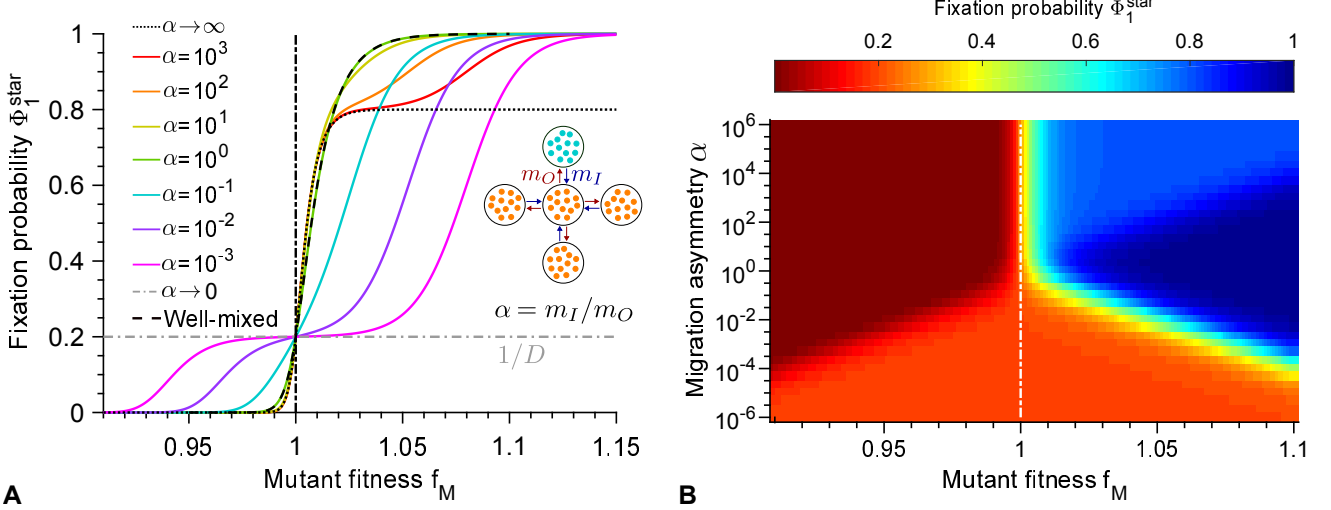 Fixation probability Φ₁^star
α→∞
α=10³
α=10²
α=10¹
α=10⁰
α=10⁻¹
α=10⁻²
α=10⁻³
α→0
Well-mixed
1
0.8
0.6
0.4
0.2
0
0.95
1
1.05
1.1
1.15
Mutant fitness f_M
m_O
m_I
α = m_I/m_O
1/D
A
Fixation probability Φ₁^star
0.2
0.4
0.6
0.8
1
Migration asymmetry α
10⁶
10⁴
10²
10⁰
10⁻²
10⁻⁴
10⁻⁶
0.95
1
1.05
1.1
Mutant fitness f_M
B